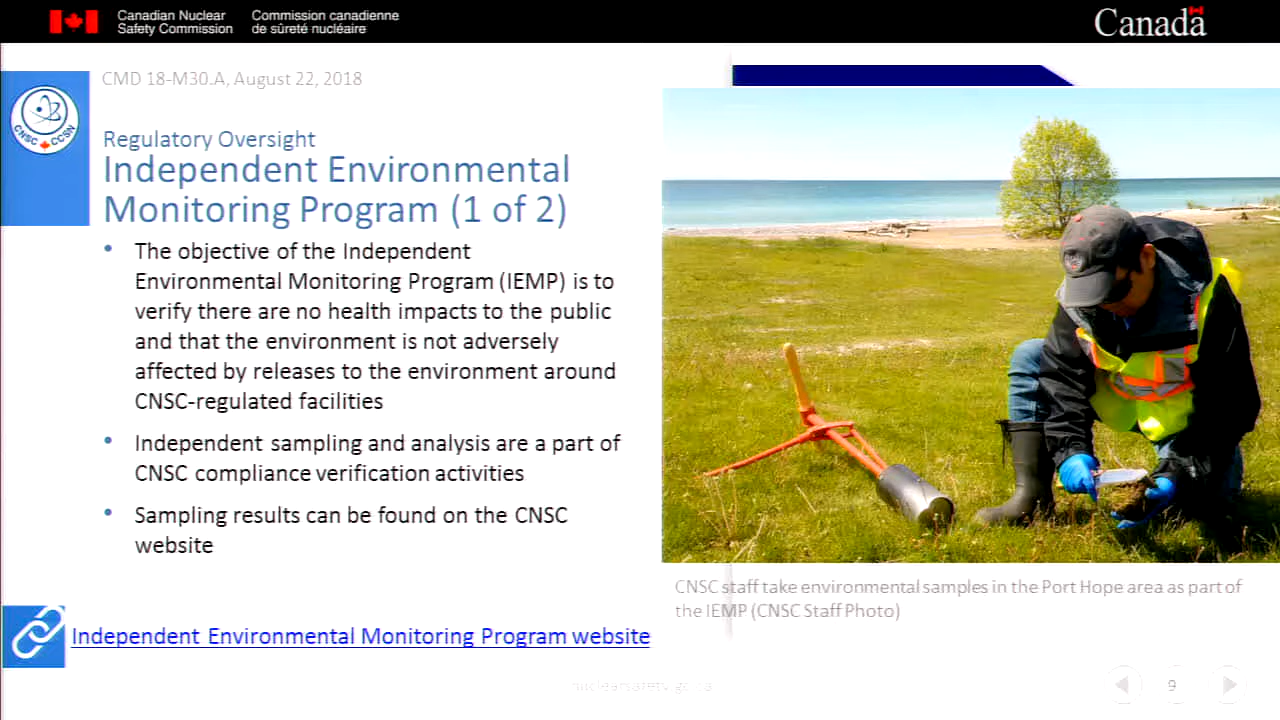 Canadian Nuclear
Safety Commission
Commission canadienne
de sûreté nucléaire
Canada
CMD 18-M30.A, August 22, 2018
CNSC CCSN
Regulatory Oversight
Independent Environmental
Monitoring Program (1 of 2)
• The objective of the Independent
Environmental Monitoring Program (IEMP) is to
verify there are no health impacts to the public
and that the environment is not adversely
affected by releases to the environment around
CNSC-regulated facilities
• Independent sampling and analysis are a part of
CNSC compliance verification activities
• Sampling results can be found on the CNSC
website
CNSC staff take environmental samples in the Port Hope area as part of
the IEMP (CNSC Staff Photo)
Independent Environmental Monitoring Program website
nuclearsafety.gc.ca
9